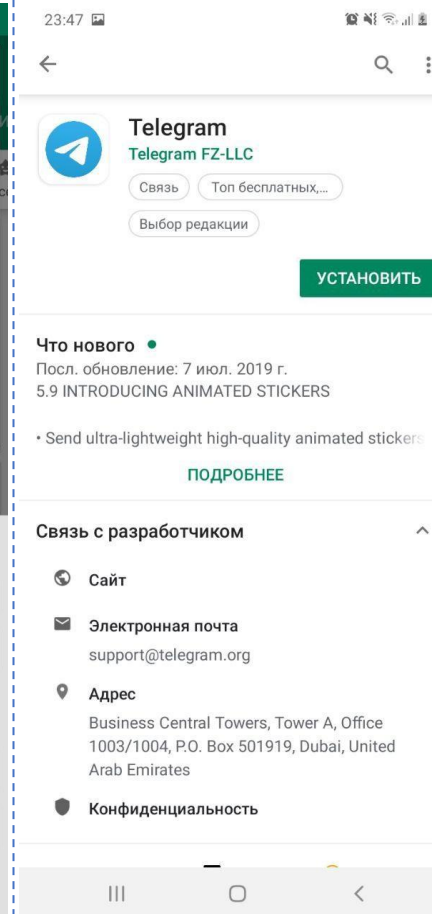 23:47
Telegram
Telegram FZ-LLC
Связь
Топ бесплатных,...
Выбор редакции
УСТАНОВИТЬ
Что нового
Посл. обновление: 7 июл. 2019 г.
5.9 INTRODUCING ANIMATED STICKERS
• Send ultra-lightweight high-quality animated stickers
ПОДРОБНЕЕ
Связь с разработчиком
Сайт
Электронная почта
support@telegram.org
Адрес
Business Central Towers, Tower A, Office
1003/1004, P.O. Box 501919, Dubai, United
Arab Emirates
Конфиденциальность